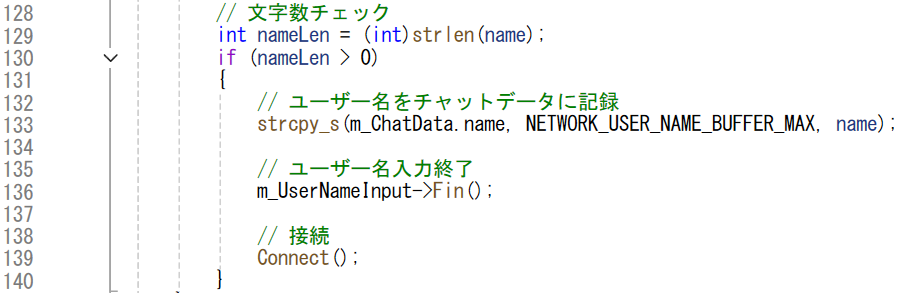 128 // 文字数チェック
129 int nameLen = (int)strlen(name);
130 if (nameLen > 0)
131 {
132 // ユーザー名をチャットデータに記録
133 strcpy_s(m_ChatData.name, NETWORK_USER_NAME_BUFFER_MAX, name);
134
135 // ユーザー名入力終了
136 m_UserNameInput->Fin();
137
138 // 接続
139 Connect();
140 }